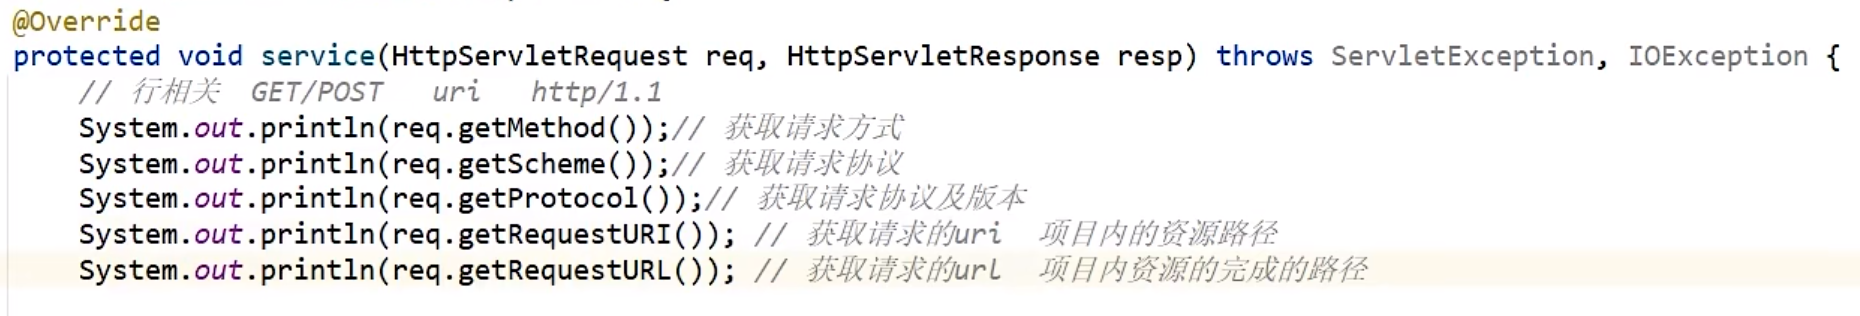 @Override
protected void service(HttpServletRequest req, HttpServletResponse resp) throws ServletException, IOException {
// 行相关 GET/POST uri http/1.1
System.out.println(req.getMethod());// 获取请求方式
System.out.println(req.getScheme());// 获取请求协议
System.out.println(req.getProtocol());// 获取请求协议及版本
System.out.println(req.getRequestURI()); // 获取请求的uri 项目内的资源路径
System.out.println(req.getRequestURL()); // 获取请求的url 项目内资源的完成的路径